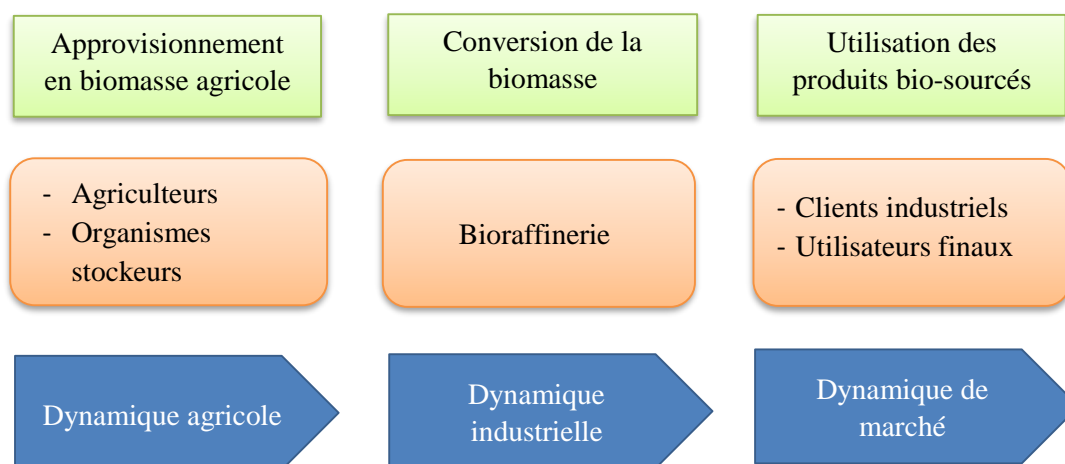 Approvisionnement
en biomasse agricole
Conversion de la
biomasse
Utilisation des
produits bio-sourcés
- Agriculteurs
- Organismes
stockeurs
Bioraffinerie
- Clients industriels
- Utilisateurs finaux
Dynamique agricole
Dynamique
industrielle
Dynamique de
marché